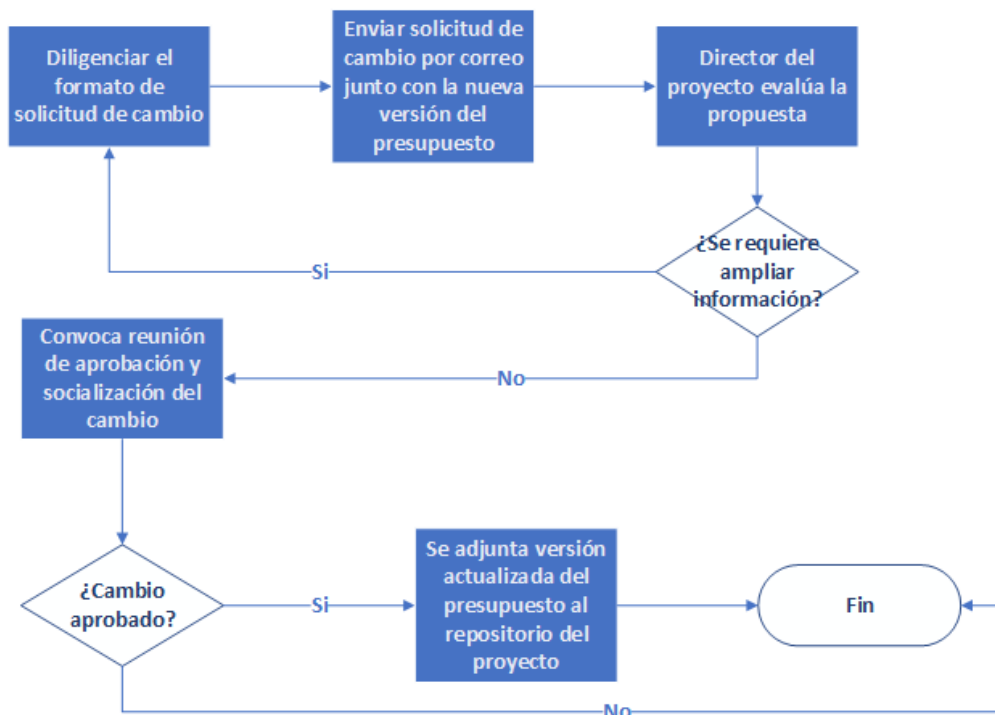 Diligenciar el
formato de
solicitud de cambio
Enviar solicitud de
cambio por correo
junto con la nueva
versión del
presupuesto
Director del
proyecto evalúa la
propuesta
¿Se requiere
ampliar
información?
Si
No
Convoca reunión
de aprobación y
socialización del
cambio
¿Cambio
aprobado?
Si
Se adjunta versión
actualizada del
presupuesto al
repositorio del
proyecto
Fin
No